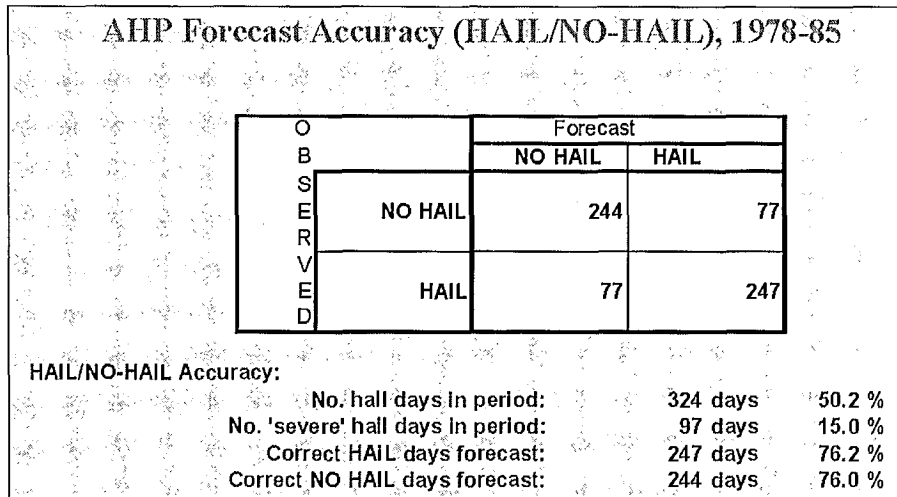 AHP Forecast Accuracy (HAIL/NO-HAIL), 1978-85
OBSERVED
Forecast
NO HAIL HAIL
NO HAIL 244 77
HAIL 77 247
HAIL/NO-HAIL Accuracy:
No. hail days in period: 324 days 50.2 %
No. 'severe' hail days in period: 97 days 15.0 %
Correct HAIL days forecast: 247 days 76.2 %
Correct NO HAIL days forecast: 244 days 76.0 %